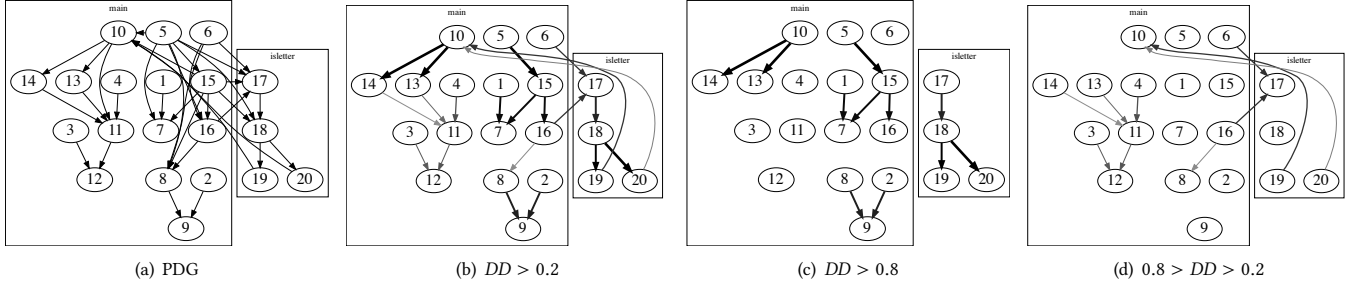 main
10 5 6
isletter
14 13 4 1 15 17
3 11 7 16 18
12 8 2 19 20
9
(a) PDG
main
10 5 6
isletter
14 13 4 1 15 17
3 11 7 16 18
12 8 2 19 20
9
(b) DD > 0.2
main
10 5 6
isletter
14 13 4 1 15 17
3 11 7 16 18
12 8 2 19 20
9
(c) DD > 0.8
main
10 5 6
isletter
14 13 4 1 15 17
3 11 7 16 18
12 8 2 19 20
9
(d) 0.8 > DD > 0.2